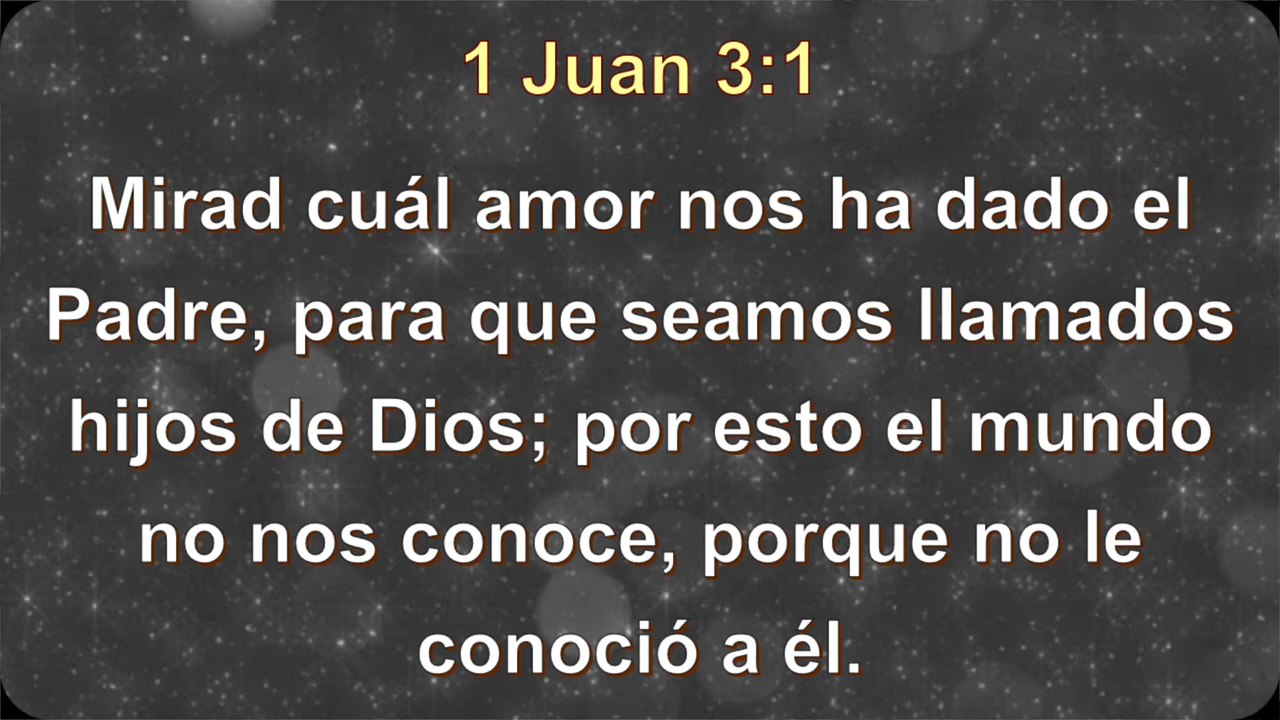 1 Juan 3:1
Mirad cuál amor nos ha dado el
Padre, para que seamos llamados
hijos de Dios; por esto el mundo
no nos conoce, porque no le
conoció a él.